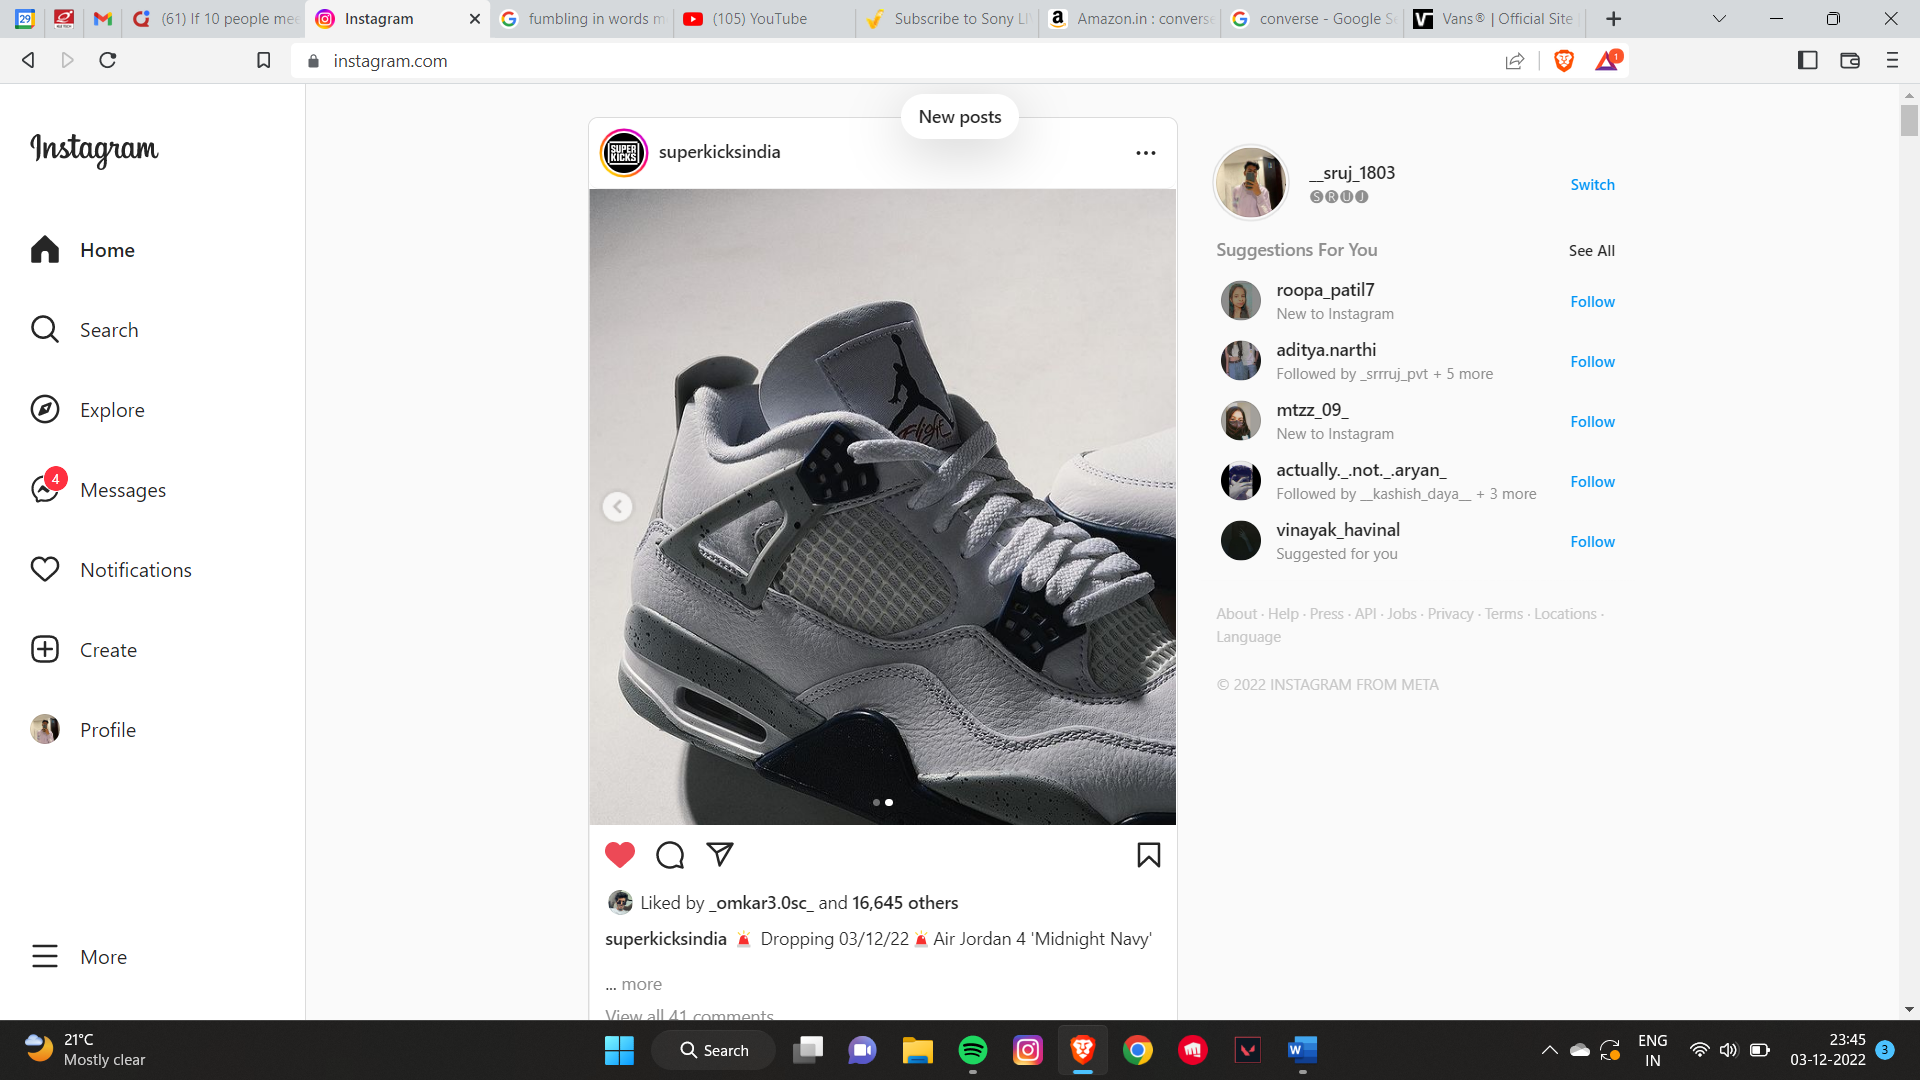 29
(61) If 10 people mee
Instagram
fumbling in words m
(105) YouTube
Subscribe to Sony LI
Amazon.in : converse
converse - Google Se
Vans® | Official Site
instagram.com
1
Instagram
Home
Search
Explore
4
Messages
Notifications
Create
Profile
More
New posts
SUPER
KICKS
superkicksindia
Flight
Liked by _omkar3.0sc_ and 16,645 others
superkicksindia 🚨 Dropping 03/12/22 🚨 Air Jordan 4 'Midnight Navy'
... more
View all 41 comments
__sruj_1803
🅢🅡🅤🅙
Switch
Suggestions For You
See All
roopa_patil7
New to Instagram
Follow
aditya.narthi
Followed by _srrruj_pvt + 5 more
Follow
mtzz_09_
New to Instagram
Follow
actually._.not._.aryan_
Followed by __kashish_daya__ + 3 more
Follow
vinayak_havinal
Suggested for you
Follow
About · Help · Press · API · Jobs · Privacy · Terms · Locations ·
Language
© 2022 INSTAGRAM FROM META
21°C
Mostly clear
Search
ENG
IN
23:45
03-12-2022
3